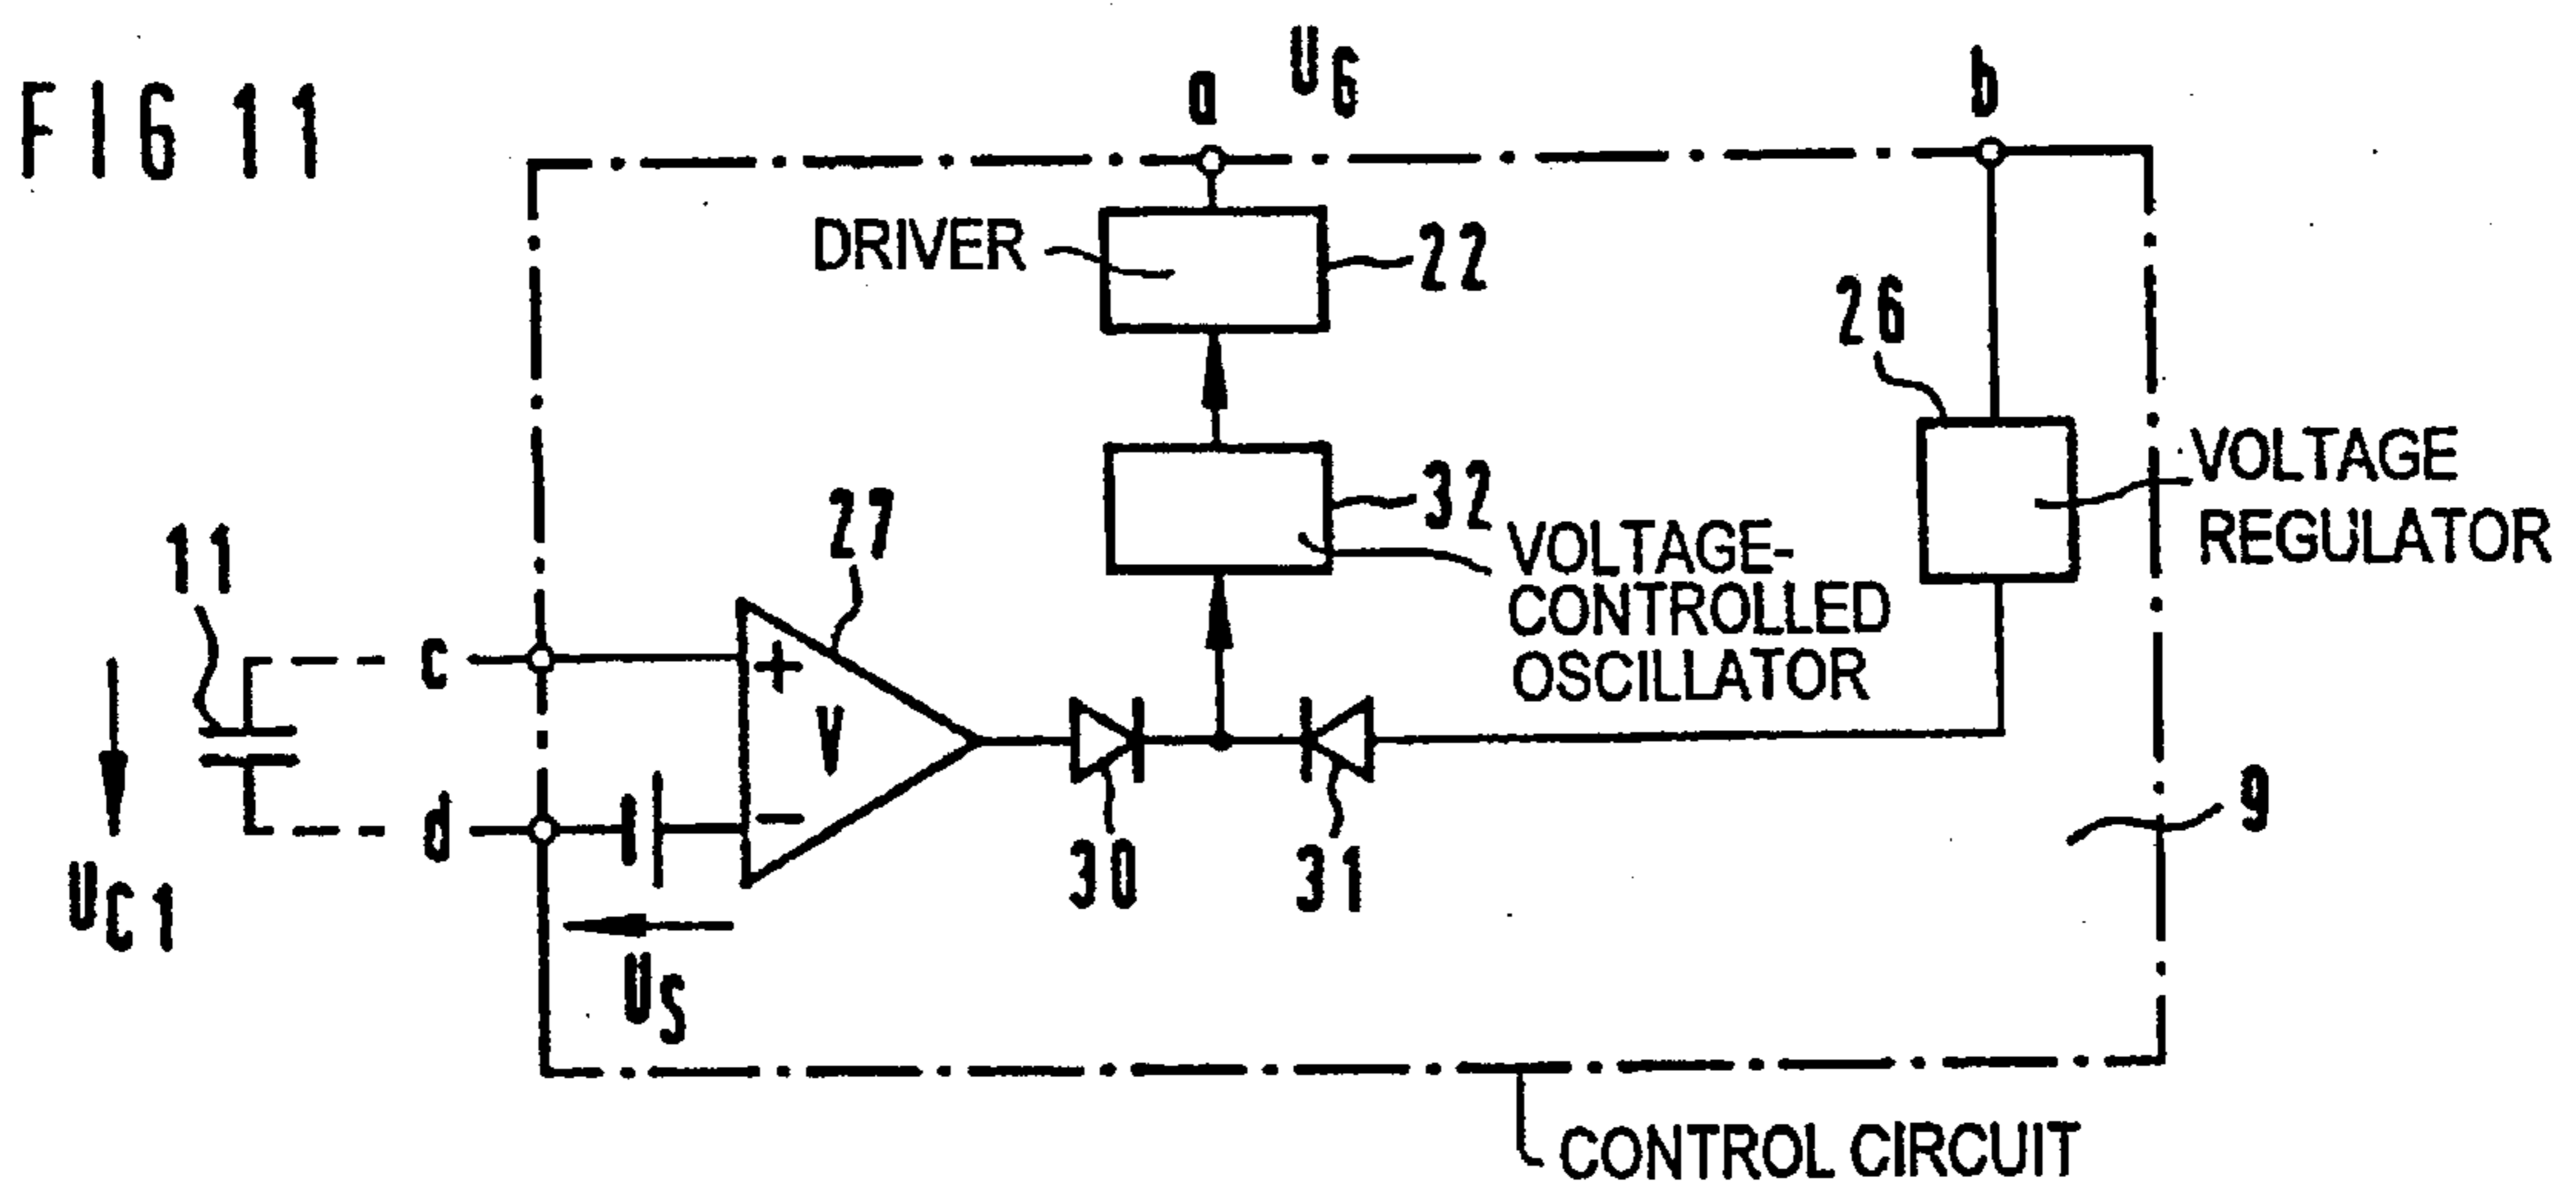 FIG 11
a
UG
b
DRIVER
22
26
VOLTAGE
REGULATOR
32
VOLTAGE-
CONTROLLED
OSCILLATOR
27
11
c
+
V
−
d
UC1
US
30
31
9
CONTROL CIRCUIT